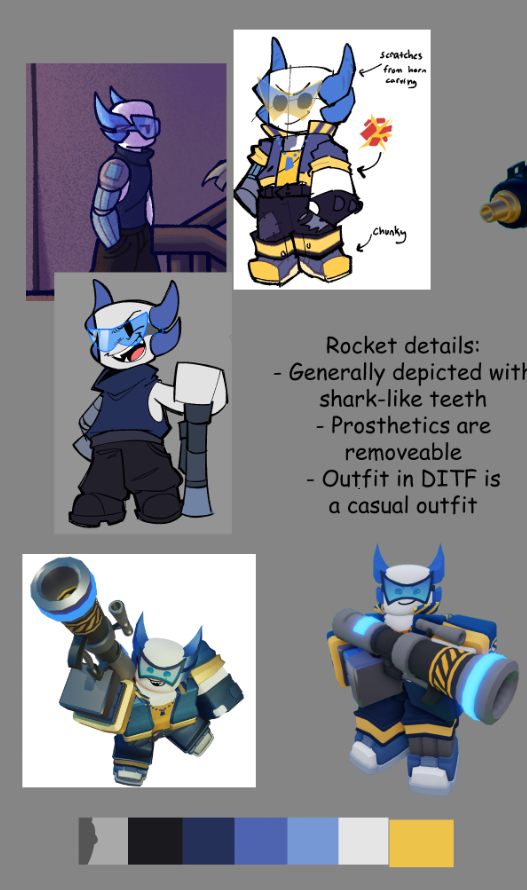 scratches
from horn
carving
chunky
Rocket details:
- Generally depicted with
shark-like teeth
- Prosthetics are
removeable
- Outfit in DITF is
a casual outfit